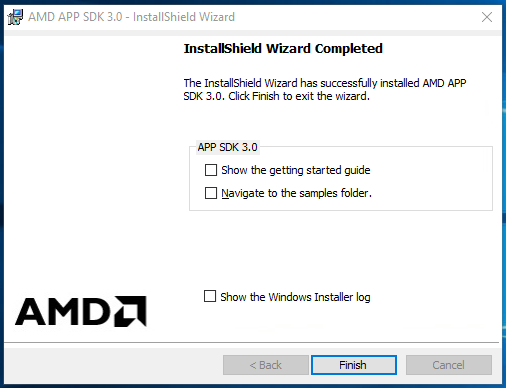 AMD APP SDK 3.0 - InstallShield Wizard
InstallShield Wizard Completed
The InstallShield Wizard has successfully installed AMD APP
SDK 3.0. Click Finish to exit the wizard.
APP SDK 3.0
Show the getting started guide
Navigate to the samples folder.
Show the Windows Installer log
AMD
< Back
Finish
Cancel